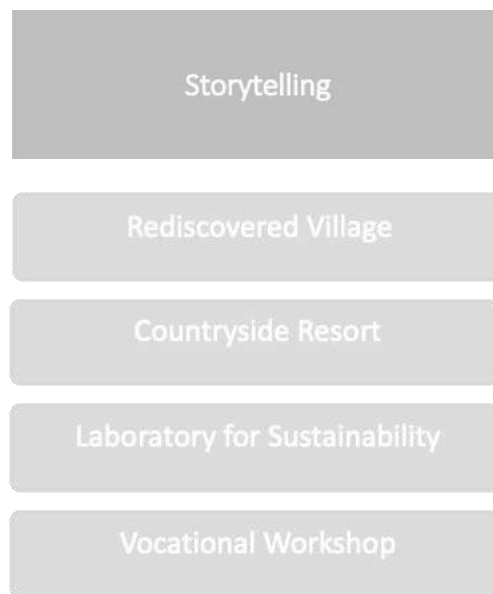 Storytelling
Rediscovered Village
Countryside Resort
Laboratory for Sustainability
Vocational Workshop